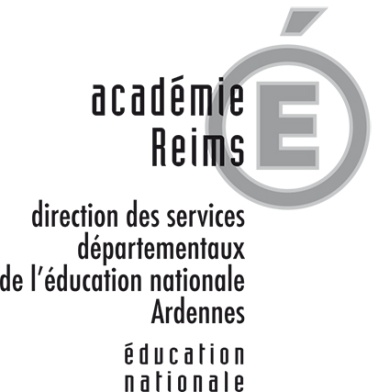 académie
Reims
É
direction des services
départementaux
de l'éducation nationale
Ardennes
éducation
nationale